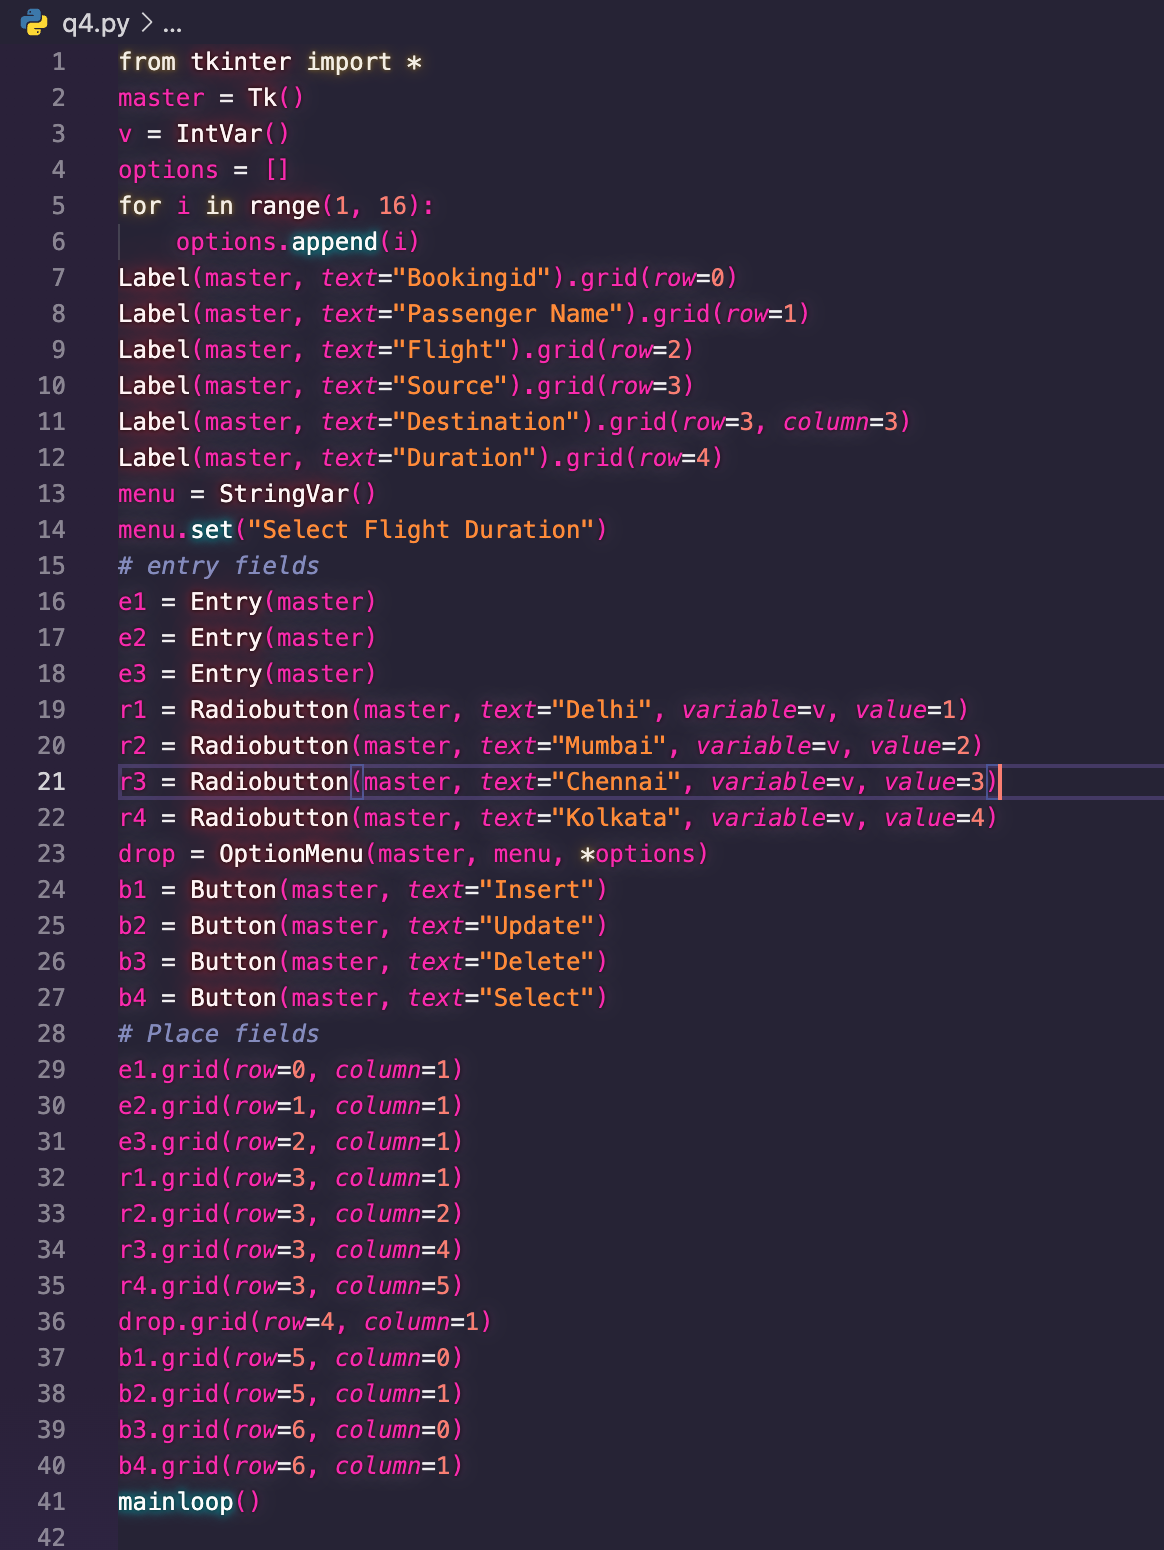 q4.py > ...
1 from tkinter import *
2 master = Tk()
3 v = IntVar()
4 options = []
5 for i in range(1, 16):
6     options.append(i)
7 Label(master, text="Bookingid").grid(row=0)
8 Label(master, text="Passenger Name").grid(row=1)
9 Label(master, text="Flight").grid(row=2)
10 Label(master, text="Source").grid(row=3)
11 Label(master, text="Destination").grid(row=3, column=3)
12 Label(master, text="Duration").grid(row=4)
13 menu = StringVar()
14 menu.set("Select Flight Duration")
15 # entry fields
16 e1 = Entry(master)
17 e2 = Entry(master)
18 e3 = Entry(master)
19 r1 = Radiobutton(master, text="Delhi", variable=v, value=1)
20 r2 = Radiobutton(master, text="Mumbai", variable=v, value=2)
21 r3 = Radiobutton(master, text="Chennai", variable=v, value=3)
22 r4 = Radiobutton(master, text="Kolkata", variable=v, value=4)
23 drop = OptionMenu(master, menu, *options)
24 b1 = Button(master, text="Insert")
25 b2 = Button(master, text="Update")
26 b3 = Button(master, text="Delete")
27 b4 = Button(master, text="Select")
28 # Place fields
29 e1.grid(row=0, column=1)
30 e2.grid(row=1, column=1)
31 e3.grid(row=2, column=1)
32 r1.grid(row=3, column=1)
33 r2.grid(row=3, column=2)
34 r3.grid(row=3, column=4)
35 r4.grid(row=3, column=5)
36 drop.grid(row=4, column=1)
37 b1.grid(row=5, column=0)
38 b2.grid(row=5, column=1)
39 b3.grid(row=6, column=0)
40 b4.grid(row=6, column=1)
41 mainloop()
42